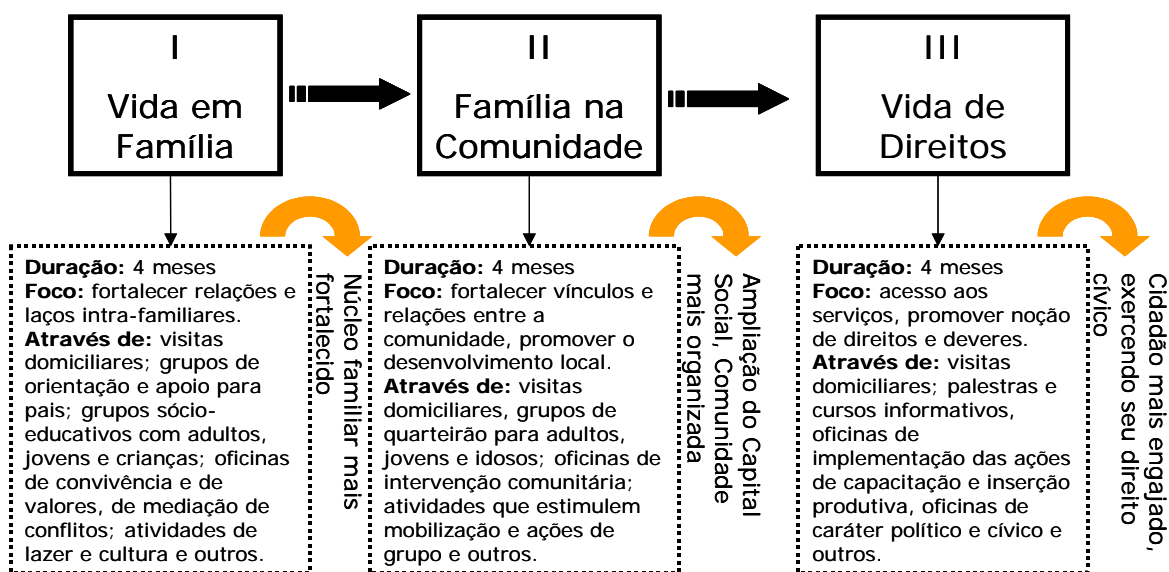 I
Vida em
Família
II
Família na
Comunidade
III
Vida de
Direitos
Duração: 4 meses
Foco: fortalecer relações e
laços intra-familiares.
Através de: visitas
domiciliares; grupos de
orientação e apoio para
pais; grupos sócio-
educativos com adultos,
jovens e crianças; oficinas
de convivência e de
valores, de mediação de
conflitos; atividades de
lazer e cultura e outros.
Núcleo familiar mais
fortalecido
Duração: 4 meses
Foco: fortalecer vínculos e
relações entre a
comunidade, promover o
desenvolvimento local.
Através de: visitas
domiciliares, grupos de
quarteirão para adultos,
jovens e idosos; oficinas de
intervenção comunitária;
atividades que estimulem
mobilização e ações de
grupo e outros.
Ampliação do Capital
Social, Comunidade
mais organizada
Duração: 4 meses
Foco: acesso aos
serviços, promover noção
de direitos e deveres.
Através de: visitas
domiciliares; palestras e
cursos informativos,
oficinas de
implementação das ações
de capacitação e inserção
produtiva, oficinas de
caráter político e cívico e
outros.
Cidadão mais engajado,
exercendo seu direito
cívico